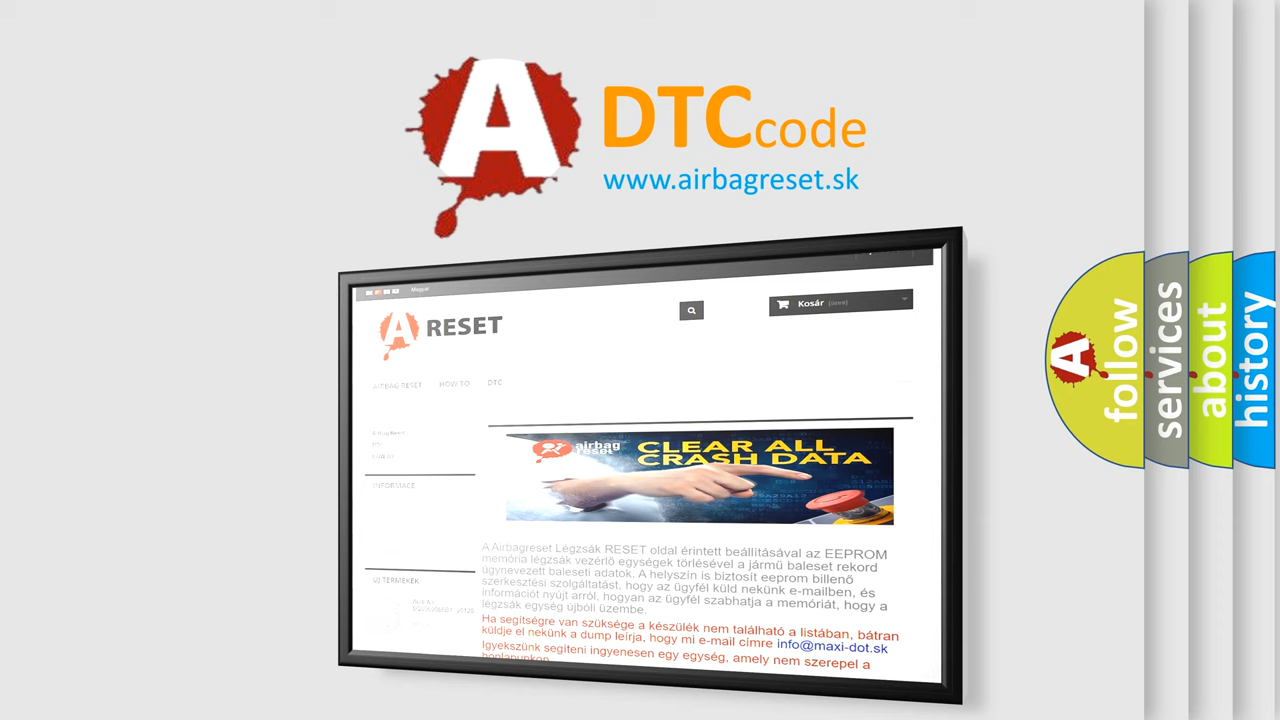 A DTC code
www.airbagreset.sk
Magyar
Kosár (üres)
A RESET
AIRBAG RESET HOW TO DTC
INFORMACE
ÚJ TERMÉKEK
airbag reset
CLEAR ALL
CRASH DATA
A Airbagreset Légzsák RESET oldal érintett beállításával az EEPROM
memória légzsák vezérlő egységek törlésével a jármű baleset rekord
úgynevezett baleseti adatok. A helyszín is biztosít eeprom billenő
szerkesztési szolgáltatást, hogy az ügyfél küld nekünk e-mailben, és
információt nyújt arról, hogyan az ügyfél szabhatja a memóriát, hogy a
légzsák egység újbóli üzembe.
Ha segítségre van szüksége a készülék nem található a listában, bátran
küldje el nekünk a dump leírja, hogy mi e-mail címre info@maxi-dot.sk
Igyekszünk segíteni ingyenesen egy egység, amely nem szerepel a
honlapunkon
A follow
services
about
history